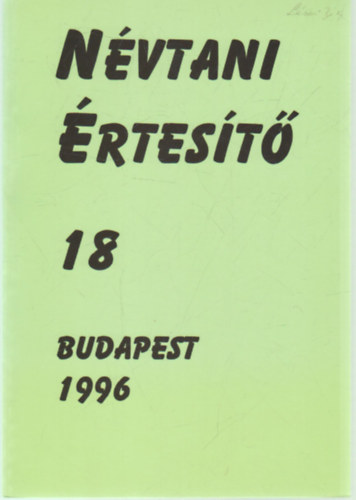 NÉVTANI
ÉRTESÍTŐ
18
BUDAPEST
1996